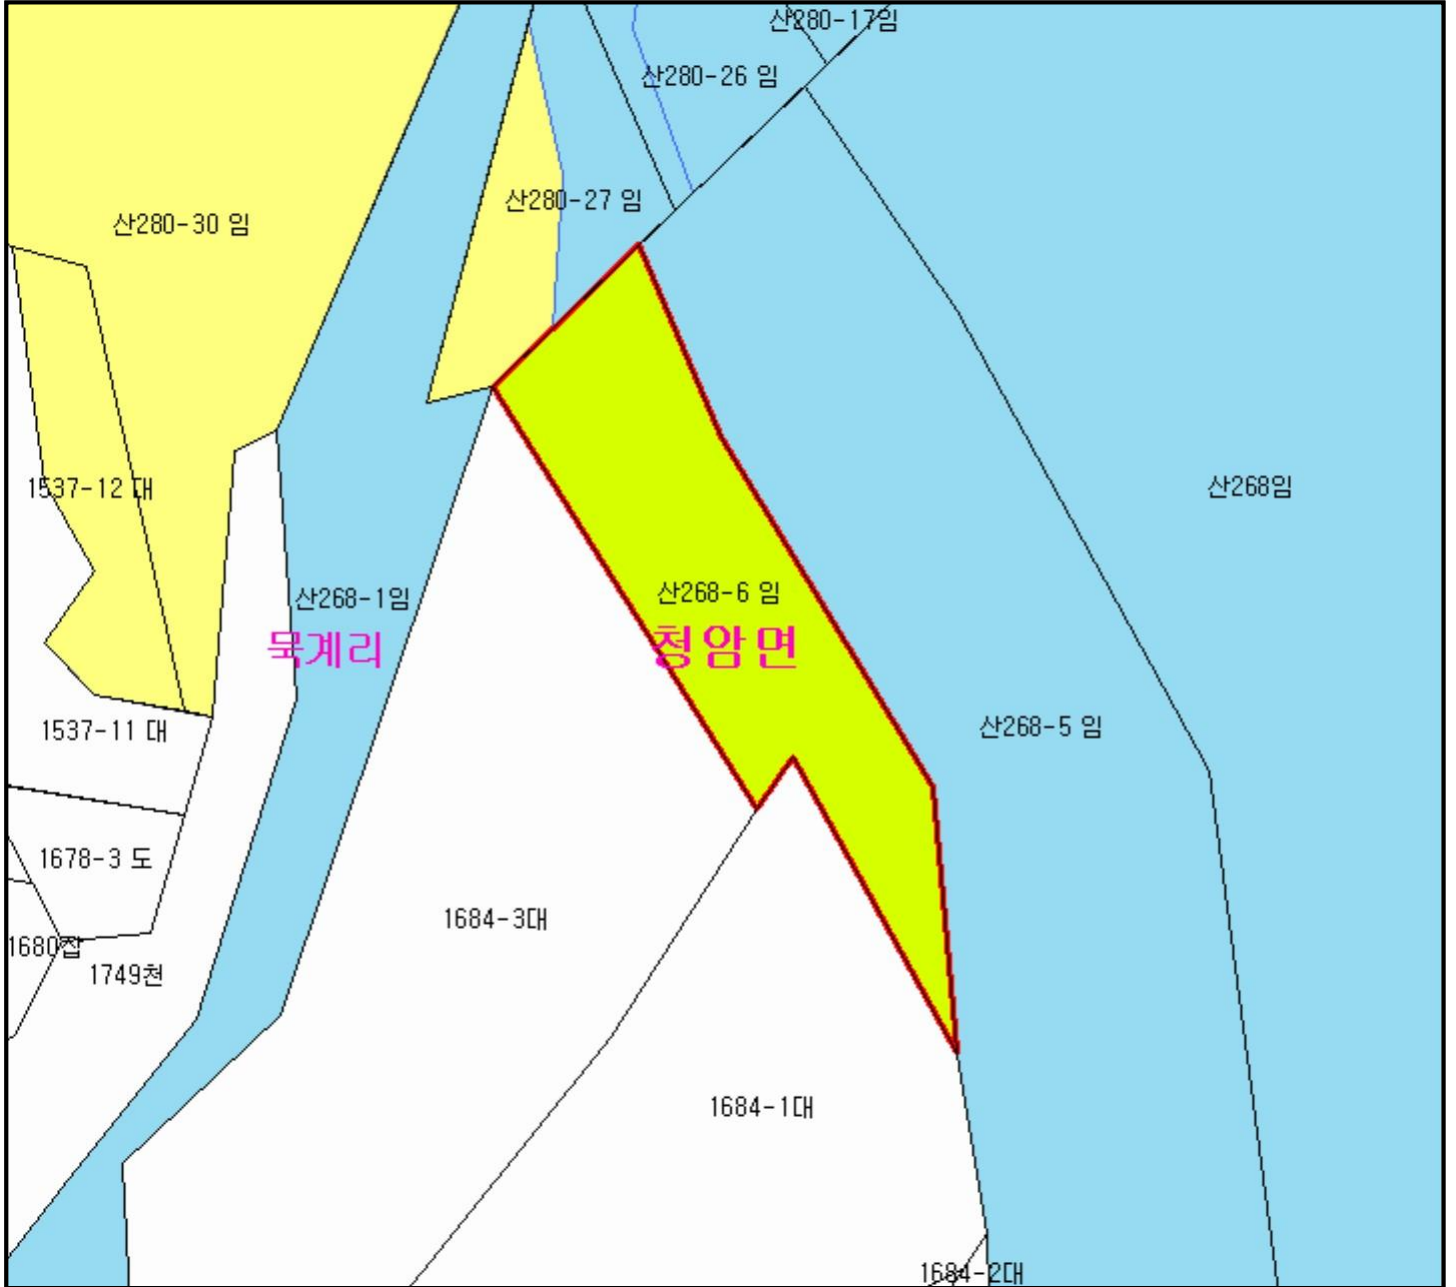 산280-17임
산280-26 임
산280-27 임
산280-30 임
1537-12 대
산268임
산268-1임
산268-6 임
묵계리
청암면
산268-5 임
1537-11 대
1678-3 도
1684-3대
1680잡
1749천
1684-1대
1684-2대